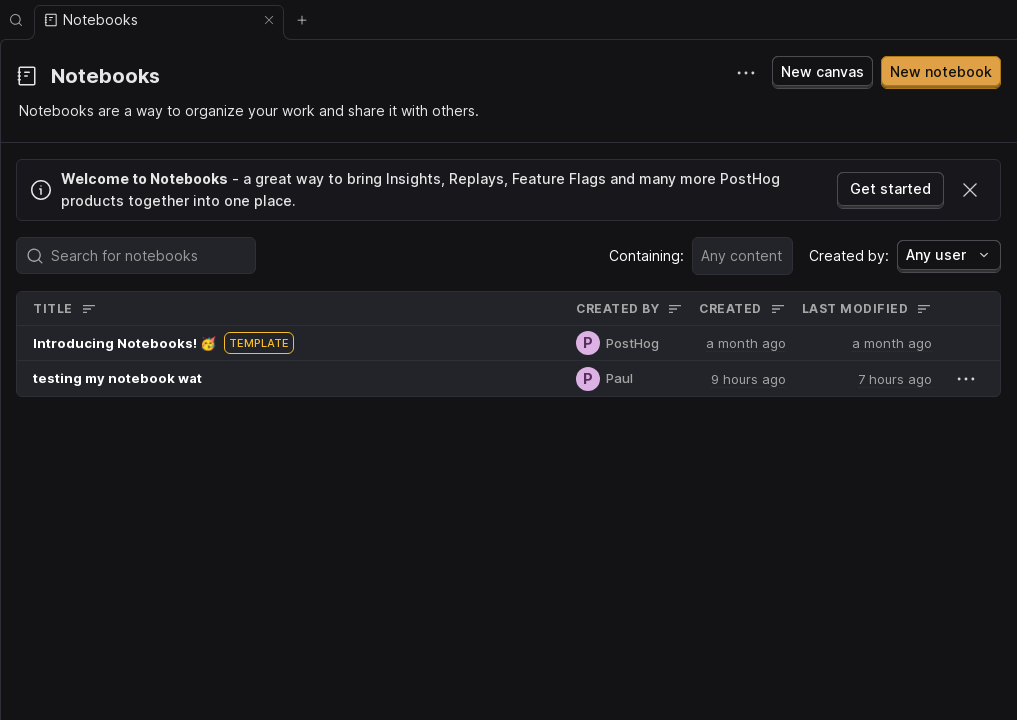 Notebooks
Notebooks
New canvas
New notebook
Notebooks are a way to organize your work and share it with others.
Welcome to Notebooks - a great way to bring Insights, Replays, Feature Flags and many more PostHog
products together into one place.
Get started
Search for notebooks
Containing:
Any content
Created by:
Any user
TITLE
CREATED BY
CREATED
LAST MODIFIED
Introducing Notebooks! 🥳 TEMPLATE
P PostHog
a month ago
a month ago
testing my notebook wat
P Paul
9 hours ago
7 hours ago